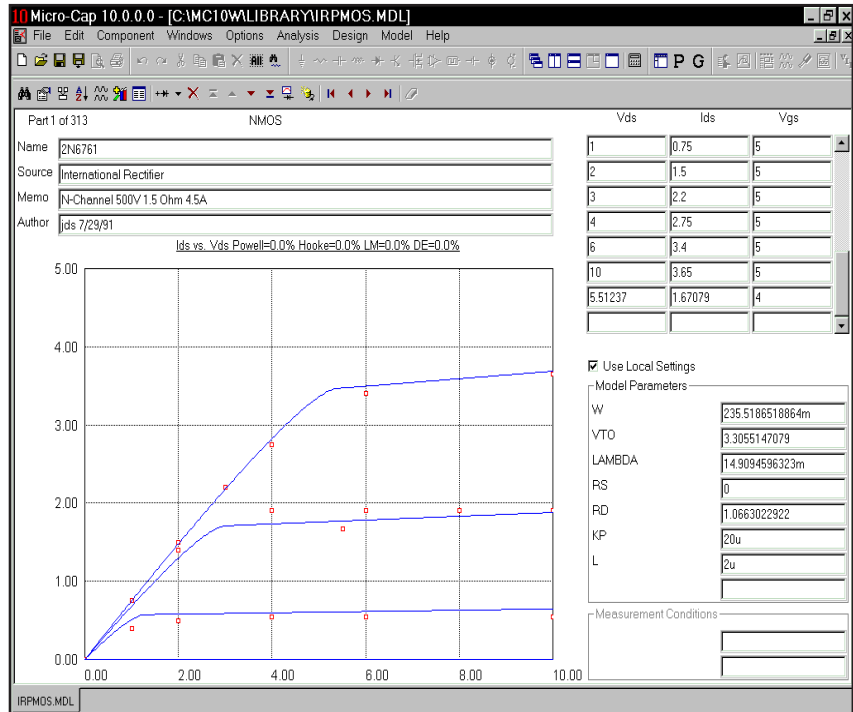 10 Micro-Cap 10.0.0.0 - [C:\MC10W\LIBRARY\IRPMOS.MDL]
File Edit Component Windows Options Analysis Design Model Help
P G
Part 1 of 313 NMOS
Name 2N6761
Source International Rectifier
Memo N-Channel 500V 1.5 Ohm 4.5A
Author jds 7/29/91
Ids vs. Vds Powell=0.0% Hooke=0.0% LM=0.0% DE=0.0%
5.00
4.00
3.00
2.00
1.00
0.00
0.00 2.00 4.00 6.00 8.00 10.00
Vds Ids Vgs
1 0.75 5
2 1.5 5
3 2.2 5
4 2.75 5
6 3.4 5
10 3.65 5
5.51237 1.67079 4
Use Local Settings
Model Parameters
W 235.5186518864m
VTO 3.3055147079
LAMBDA 14.9094596323m
RS 0
RD 1.0663022922
KP 20u
L 2u
Measurement Conditions
IRPMOS.MDL